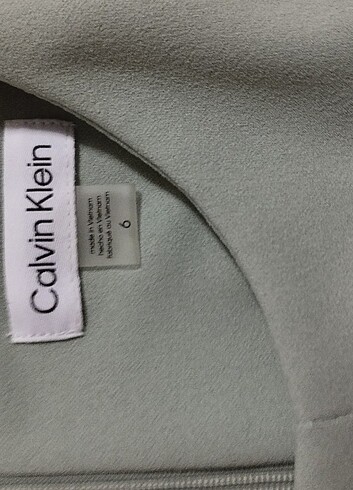 Calvin Klein
6
made in Vietnam
hecho en Vietnam
fabriqué au Vietnam